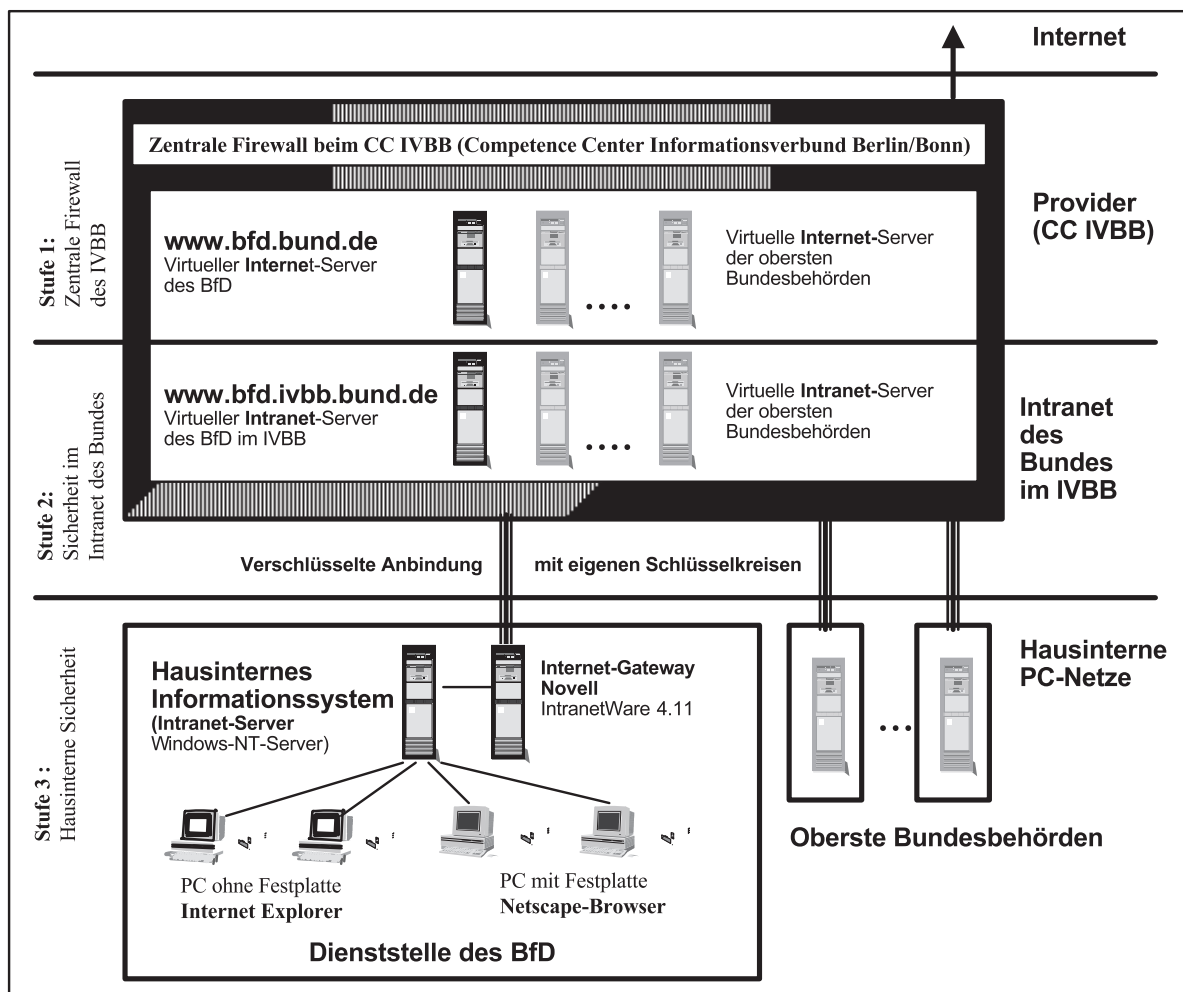 Internet
Zentrale Firewall beim CC IVBB (Competence Center Informationsverbund Berlin/Bonn)
Stufe 1:
Zentrale Firewall
des IVBB
www.bfd.bund.de
Virtueller Internet-Server
des BfD
Virtuelle Internet-Server
der obersten
Bundesbehörden
Provider
(CC IVBB)
Stufe 2:
Sicherheit im
Intranet des Bundes
www.bfd.ivbb.bund.de
Virtueller Intranet-Server
des BfD im IVBB
Virtuelle Intranet-Server
der obersten
Bundesbehörden
Intranet
des
Bundes
im IVBB
Verschlüsselte Anbindung mit eigenen Schlüsselkreisen
Stufe 3 :
Hausinterne Sicherheit
Hausinternes
Informationssystem
(Intranet-Server
Windows-NT-Server)
Internet-Gateway
Novell
IntranetWare 4.11
Hausinterne
PC-Netze
PC ohne Festplatte
Internet Explorer
PC mit Festplatte
Netscape-Browser
Oberste Bundesbehörden
Dienststelle des BfD